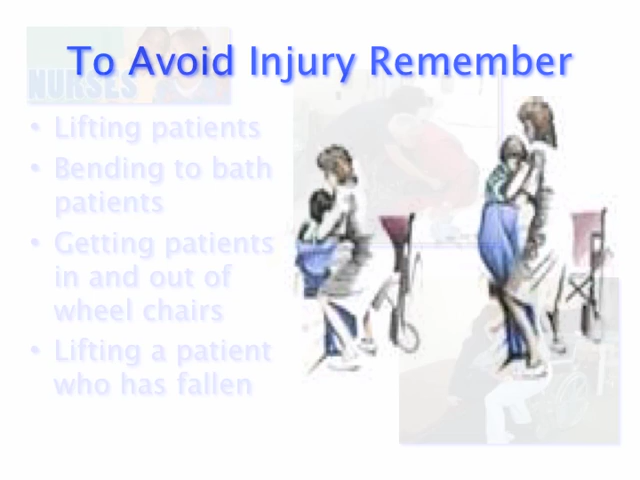 To Avoid Injury Remember
NURSES
• Lifting patients
• Bending to bath
patients
• Getting patients
in and out of
wheel chairs
• Lifting a patient
who has fallen